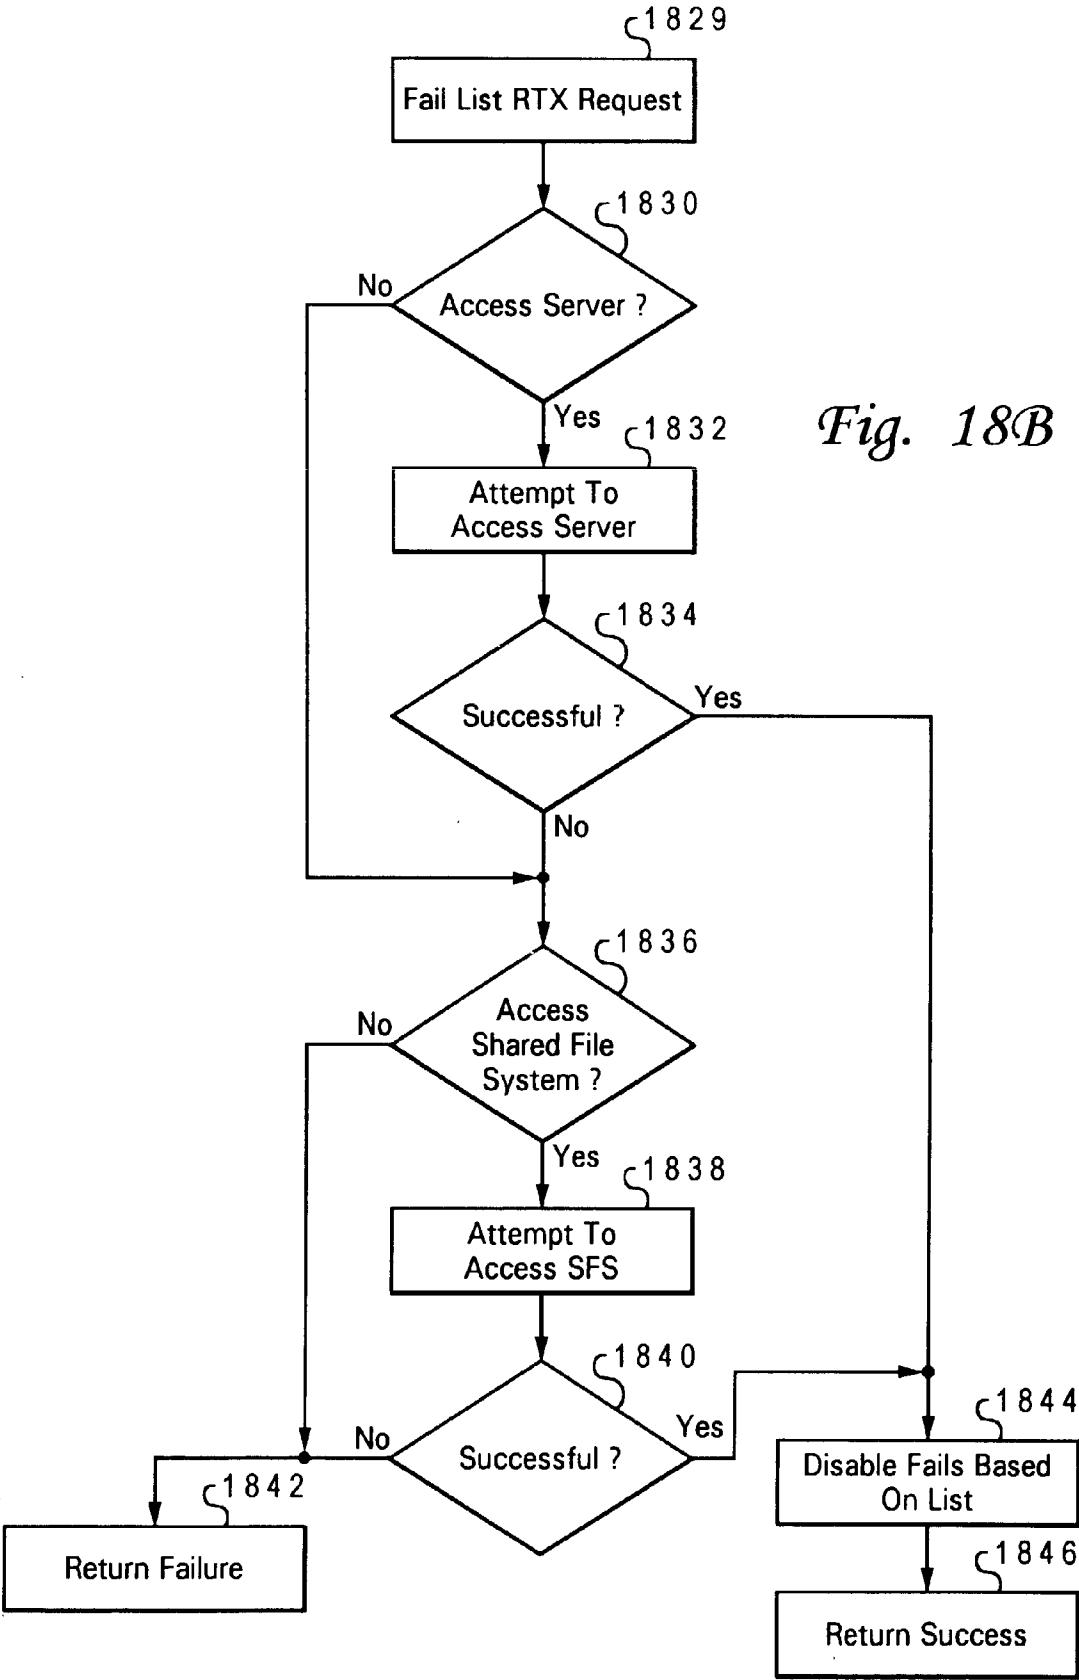 1829
Fail List RTX Request
1830
No
Access Server ?
Yes
Fig. 18B
1832
Attempt To
Access Server
1834
Successful ?
Yes
No
1836
No
Access
Shared File
System ?
Yes
1838
Attempt To
Access SFS
1840
No
Successful ?
Yes
1842
Return Failure
1844
Disable Fails Based
On List
1846
Return Success